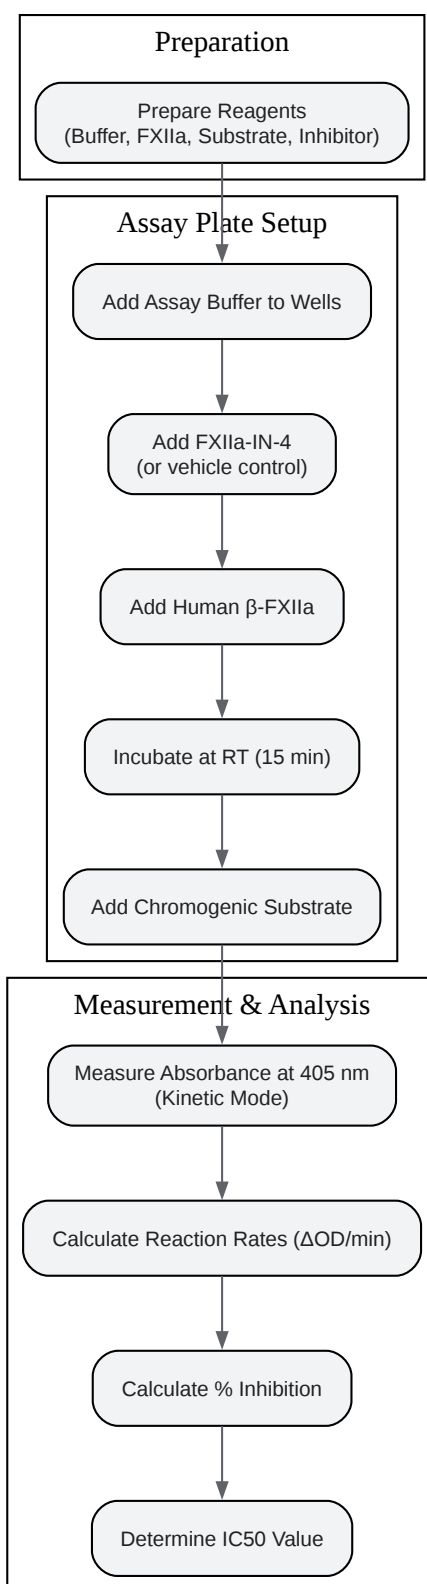 Preparation
Prepare Reagents
(Buffer, FXIIa, Substrate, Inhibitor)
Assay Plate Setup
Add Assay Buffer to Wells
Add FXIIa-IN-4
(or vehicle control)
Add Human β-FXIIa
Incubate at RT (15 min)
Add Chromogenic Substrate
Measurement & Analysis
Measure Absorbance at 405 nm
(Kinetic Mode)
Calculate Reaction Rates (ΔOD/min)
Calculate % Inhibition
Determine IC50 Value